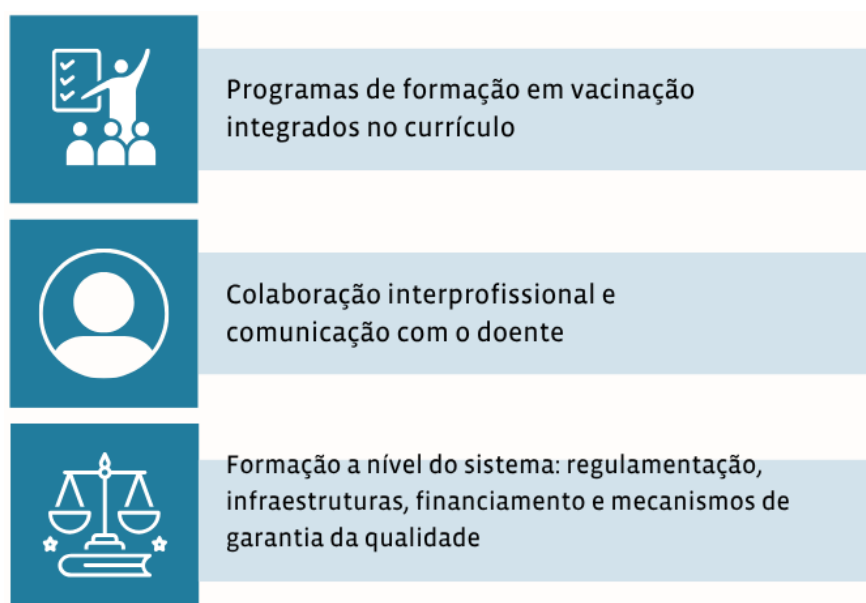 Programas de formação em vacinação
integrados no currículo
Colaboração interprofissional e
comunicação com o doente
Formação a nível do sistema: regulamentação,
infraestruturas, financiamento e mecanismos de
garantia da qualidade